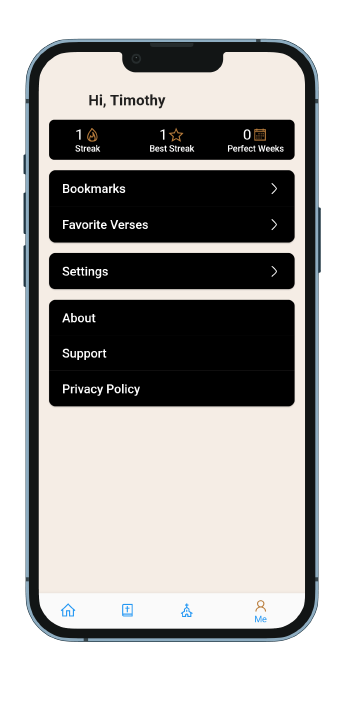 Hi, Timothy
1 1 0
Streak Best Streak Perfect Weeks
Bookmarks
Favorite Verses
Settings
About
Support
Privacy Policy
Me